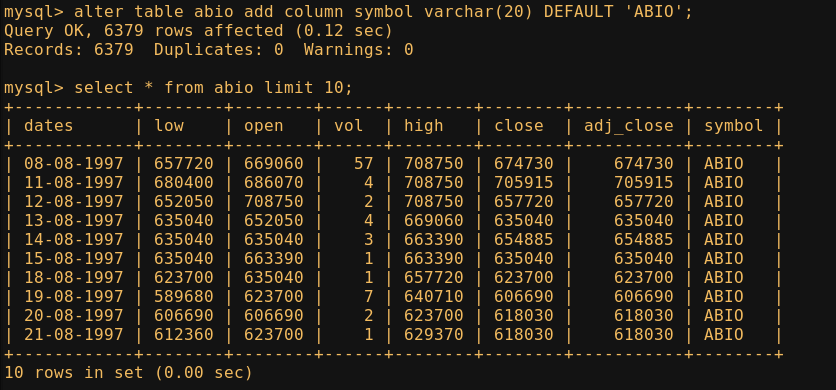 mysql> alter table abio add column symbol varchar(20) DEFAULT 'ABIO';
Query OK, 6379 rows affected (0.12 sec)
Records: 6379  Duplicates: 0  Warnings: 0

mysql> select * from abio limit 10;
+------------+--------+--------+------+--------+--------+-----------+--------+
| dates      | low    | open   | vol  | high   | close  | adj_close | symbol |
+------------+--------+--------+------+--------+--------+-----------+--------+
| 08-08-1997 | 657720 | 669060 |   57 | 708750 | 674730 |    674730 | ABIO   |
| 11-08-1997 | 680400 | 686070 |    4 | 708750 | 705915 |    705915 | ABIO   |
| 12-08-1997 | 652050 | 708750 |    2 | 708750 | 657720 |    657720 | ABIO   |
| 13-08-1997 | 635040 | 652050 |    4 | 669060 | 635040 |    635040 | ABIO   |
| 14-08-1997 | 635040 | 635040 |    3 | 663390 | 654885 |    654885 | ABIO   |
| 15-08-1997 | 635040 | 663390 |    1 | 663390 | 635040 |    635040 | ABIO   |
| 18-08-1997 | 623700 | 635040 |    1 | 657720 | 623700 |    623700 | ABIO   |
| 19-08-1997 | 589680 | 623700 |    7 | 640710 | 606690 |    606690 | ABIO   |
| 20-08-1997 | 606690 | 606690 |    2 | 623700 | 618030 |    618030 | ABIO   |
| 21-08-1997 | 612360 | 623700 |    1 | 629370 | 618030 |    618030 | ABIO   |
+------------+--------+--------+------+--------+--------+-----------+--------+
10 rows in set (0.00 sec)